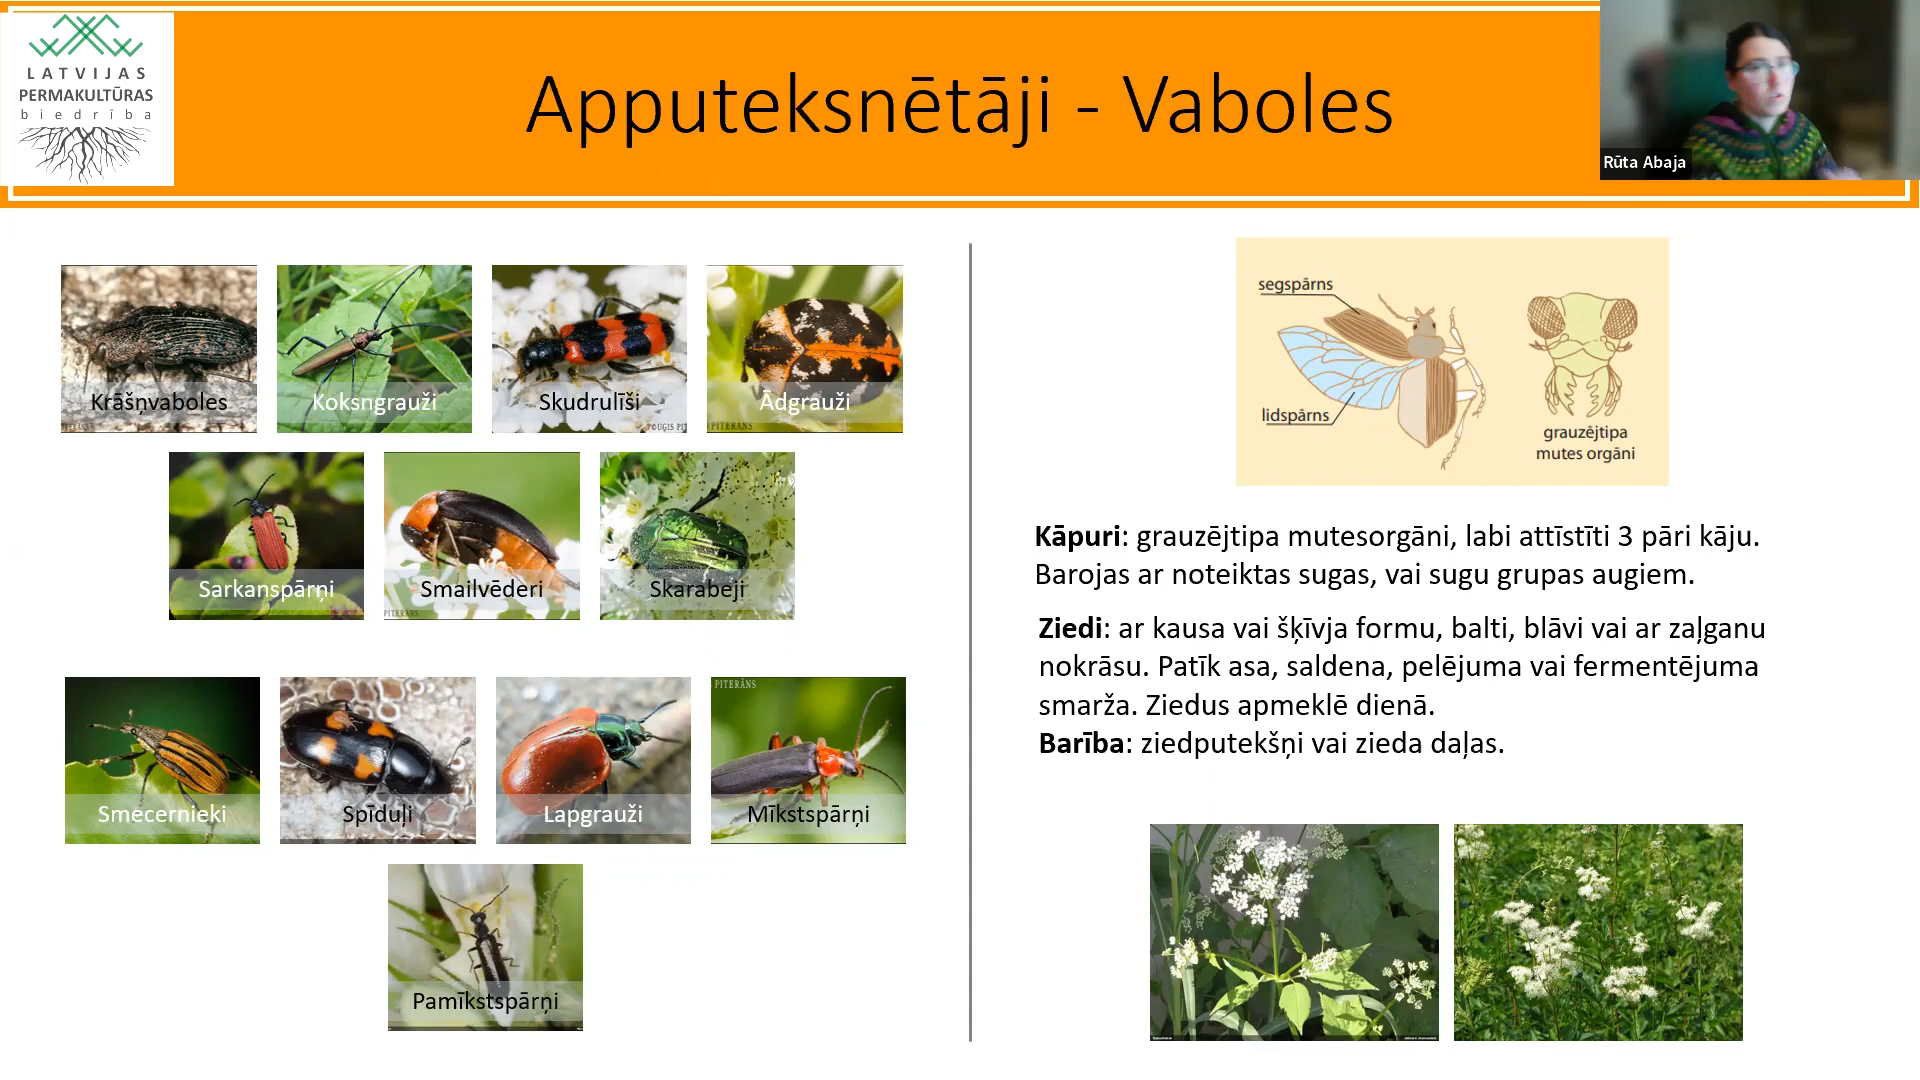 LATVIJAS
PERMAKULTŪRAS
biedrība
Apputeksnētāji - Vaboles
Rūta Abaja
Krāšņvaboles
Koksngrauži
Skudrulīši
Ādgrauži
PITERĀNS
Sarkanspārņi
Smailvēderi
Skarabeji
PITERĀNS
Smecernieki
Spīduļi
Lapgrauži
PITERĀNS
Mīkstspārņi
Pamīkstspārņi
segspārns
lidspārns
grauzējtipa
mutes orgāni
Kāpuri: grauzējtipa mutesorgāni, labi attīstīti 3 pāri kāju.
Barojas ar noteiktas sugas, vai sugu grupas augiem.
Ziedi: ar kausa vai šķīvja formu, balti, blāvi vai ar zaļganu
nokrāsu. Patīk asa, saldena, pelējuma vai fermentējuma
smarža. Ziedus apmeklē dienā.
Barība: ziedputekšņi vai zieda daļas.